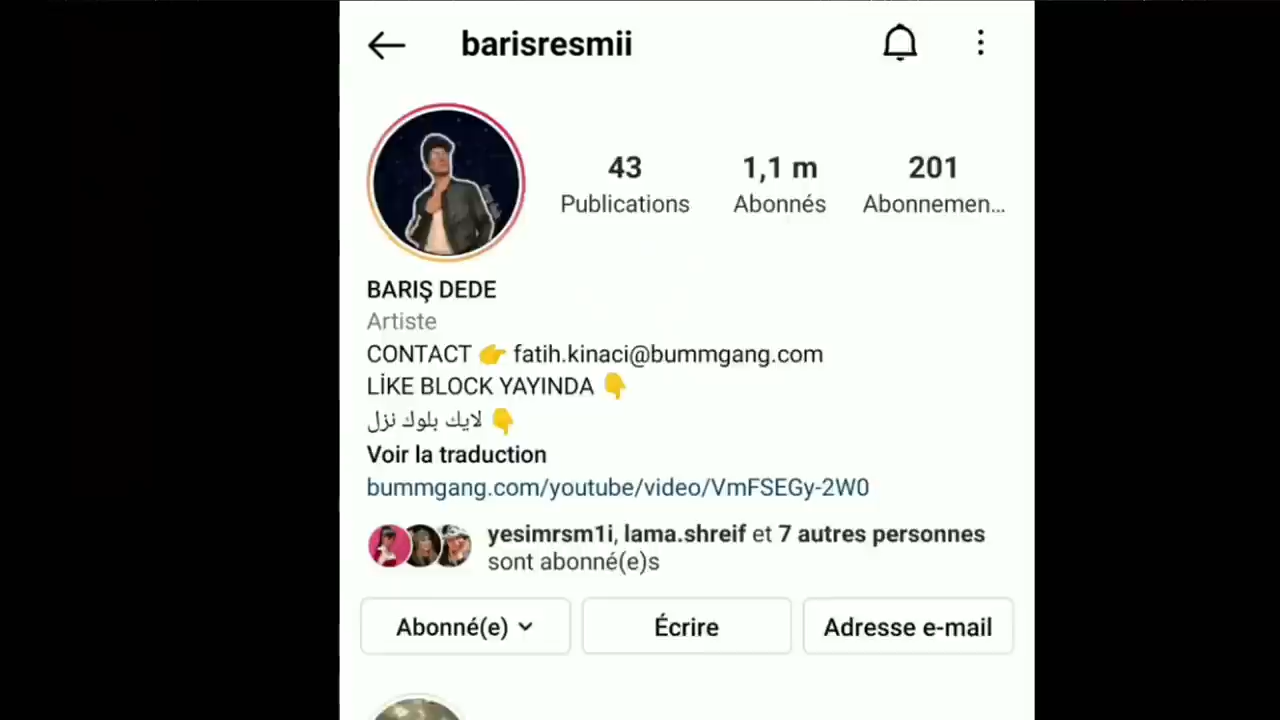 barisresmii
43 1,1 m 201
Publications Abonnés Abonnemen...
BARIŞ DEDE
Artiste
CONTACT 👉 fatih.kinaci@bummgang.com
LİKE BLOCK YAYINDA 👇
لايك بلوك نزل 👇
Voir la traduction
bummgang.com/youtube/video/VmFSEGy-2W0
yesimrsm1i, lama.shreif et 7 autres personnes
sont abonné(e)s
Abonné(e) Écrire Adresse e-mail